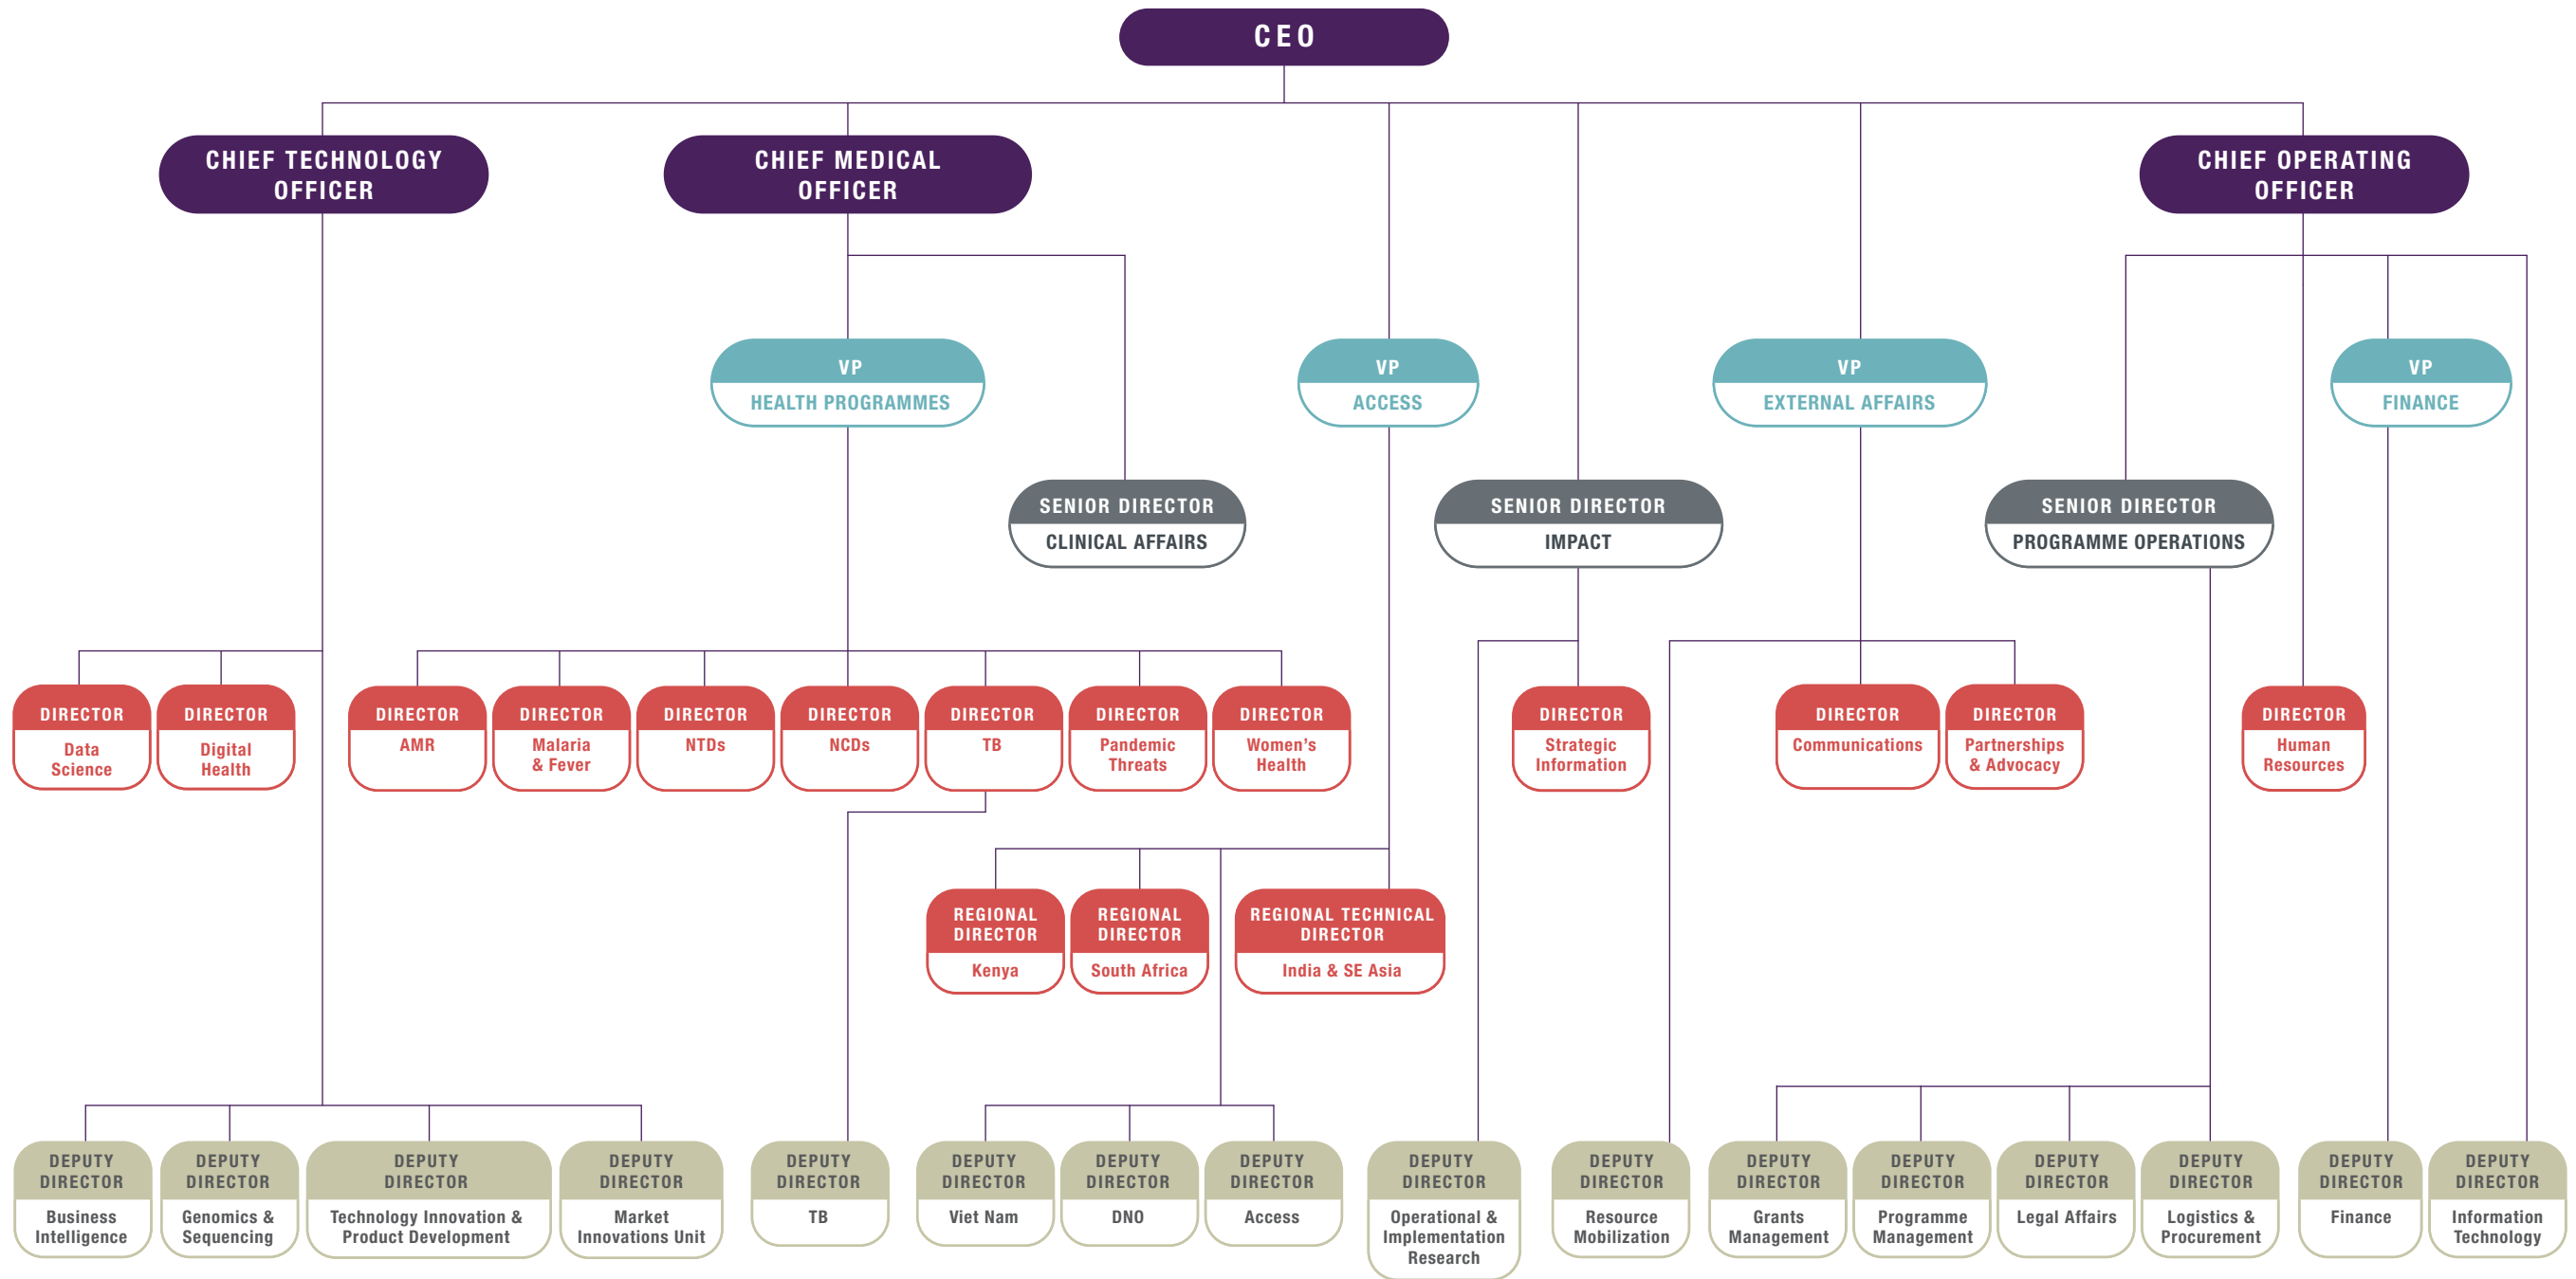 CEO
CHIEF TECHNOLOGY
OFFICER
CHIEF MEDICAL
OFFICER
CHIEF OPERATING
OFFICER
VP
HEALTH PROGRAMMES
VP
ACCESS
VP
EXTERNAL AFFAIRS
VP
FINANCE
SENIOR DIRECTOR
CLINICAL AFFAIRS
SENIOR DIRECTOR
IMPACT
SENIOR DIRECTOR
PROGRAMME OPERATIONS
DIRECTOR
Data
Science
DIRECTOR
Digital
Health
DIRECTOR
AMR
DIRECTOR
Malaria
& Fever
DIRECTOR
NTDs
DIRECTOR
NCDs
DIRECTOR
TB
DIRECTOR
Pandemic
Threats
DIRECTOR
Women's
Health
DIRECTOR
Strategic
Information
DIRECTOR
Communications
DIRECTOR
Partnerships
& Advocacy
DIRECTOR
Human
Resources
REGIONAL
DIRECTOR
Kenya
REGIONAL
DIRECTOR
South Africa
REGIONAL TECHNICAL
DIRECTOR
India & SE Asia
DEPUTY
DIRECTOR
Business
Intelligence
DEPUTY
DIRECTOR
Genomics &
Sequencing
DEPUTY
DIRECTOR
Technology Innovation &
Product Development
DEPUTY
DIRECTOR
Market
Innovations Unit
DEPUTY
DIRECTOR
TB
DEPUTY
DIRECTOR
Viet Nam
DEPUTY
DIRECTOR
DNO
DEPUTY
DIRECTOR
Access
DEPUTY
DIRECTOR
Operational &
Implementation
Research
DEPUTY
DIRECTOR
Resource
Mobilization
DEPUTY
DIRECTOR
Grants
Management
DEPUTY
DIRECTOR
Programme
Management
DEPUTY
DIRECTOR
Legal Affairs
DEPUTY
DIRECTOR
Logistics &
Procurement
DEPUTY
DIRECTOR
Finance
DEPUTY
DIRECTOR
Information
Technology